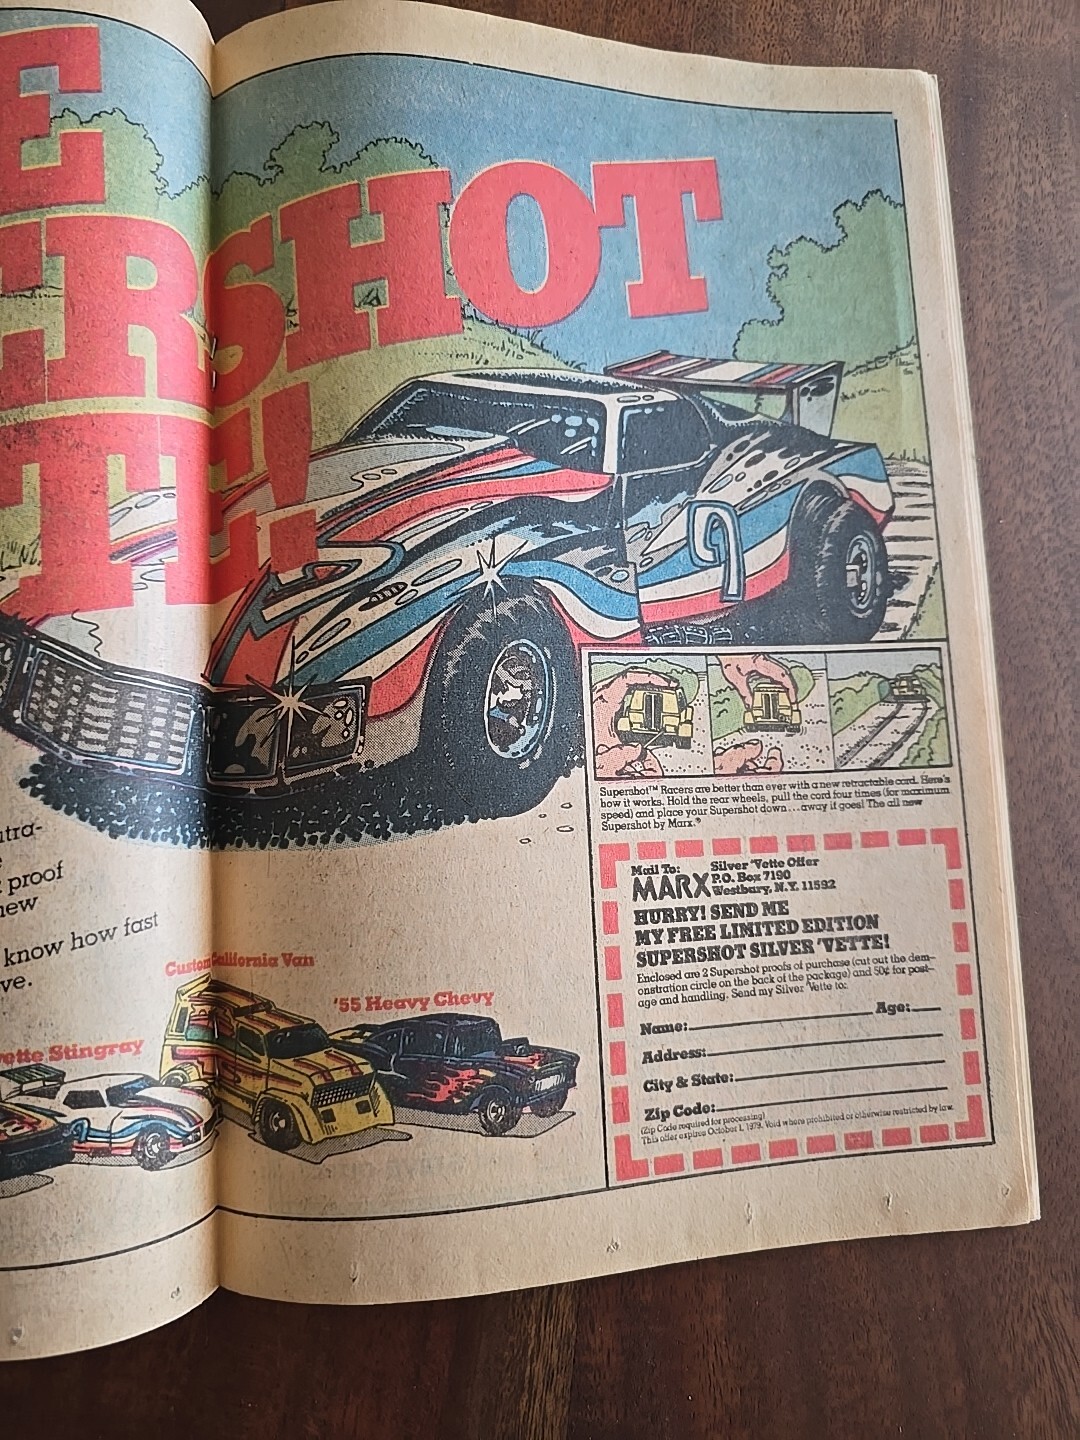 E
ERSHOT
TTE!
ntra-
e
t proof
new
know how fast
ve.
Custom California Van
'55 Heavy Chevy
vette Stingray
Supershot™ Racers are better than ever with a new retractable cord. Here's
how it works. Hold the rear wheels, pull the cord four times (for maximum
speed) and place your Supershot down...away it goes! The all new
Supershot by Marx.®
Mail To:
MARX
Silver 'Vette Offer
P.O. Box 7190
Westbury, N.Y. 11592
HURRY! SEND ME
MY FREE LIMITED EDITION
SUPERSHOT SILVER 'VETTE!
Enclosed are 2 Supershot proofs of purchase (cut out the dem-
onstration circle on the back of the package) and 50¢ for post-
age and handling. Send my Silver 'Vette to:
Name: Age:
Address:
City & State:
Zip Code:
(Zip Code required for processing)
This offer expires October 1, 1979. Void where prohibited or otherwise restricted by law.